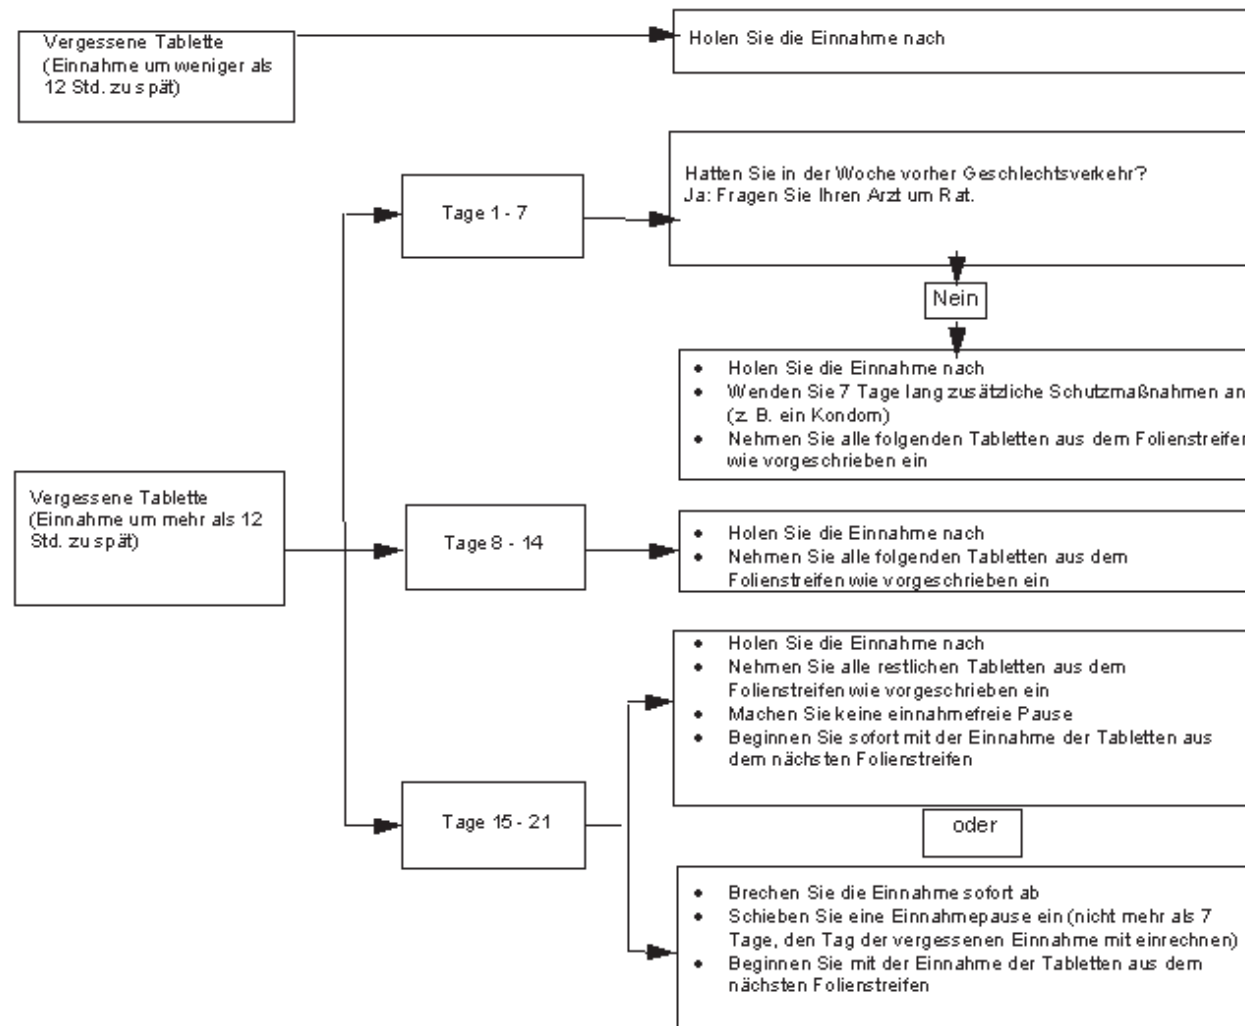 Vergessene Tablette
(Einnahme um weniger als
12 Std. zu spät)
Holen Sie die Einnahme nach
Hatten Sie in der Woche vorher Geschlechtsverkehr?
Ja: Fragen Sie Ihren Arzt um Rat.
Tage 1 - 7
Nein
• Holen Sie die Einnahme nach
• Wenden Sie 7 Tage lang zusätzliche Schutzmaßnahmen an
(z. B. ein Kondom)
• Nehmen Sie alle folgenden Tabletten aus dem Folienstreifen
wie vorgeschrieben ein
Vergessene Tablette
(Einnahme um mehr als 12
Std. zu spät)
Tage 8 - 14
• Holen Sie die Einnahme nach
• Nehmen Sie alle folgenden Tabletten aus dem
Folienstreifen wie vorgeschrieben ein
• Holen Sie die Einnahme nach
• Nehmen Sie alle restlichen Tabletten aus dem
Folienstreifen wie vorgeschrieben ein
• Machen Sie keine einnahmefreie Pause
• Beginnen Sie sofort mit der Einnahme der Tabletten aus
dem nächsten Folienstreifen
Tage 15 - 21
oder
• Brechen Sie die Einnahme sofort ab
• Schieben Sie eine Einnahmepause ein (nicht mehr als 7
Tage, den Tag der vergessenen Einnahme mit einrechnen)
• Beginnen Sie mit der Einnahme der Tabletten aus dem
nächsten Folienstreifen